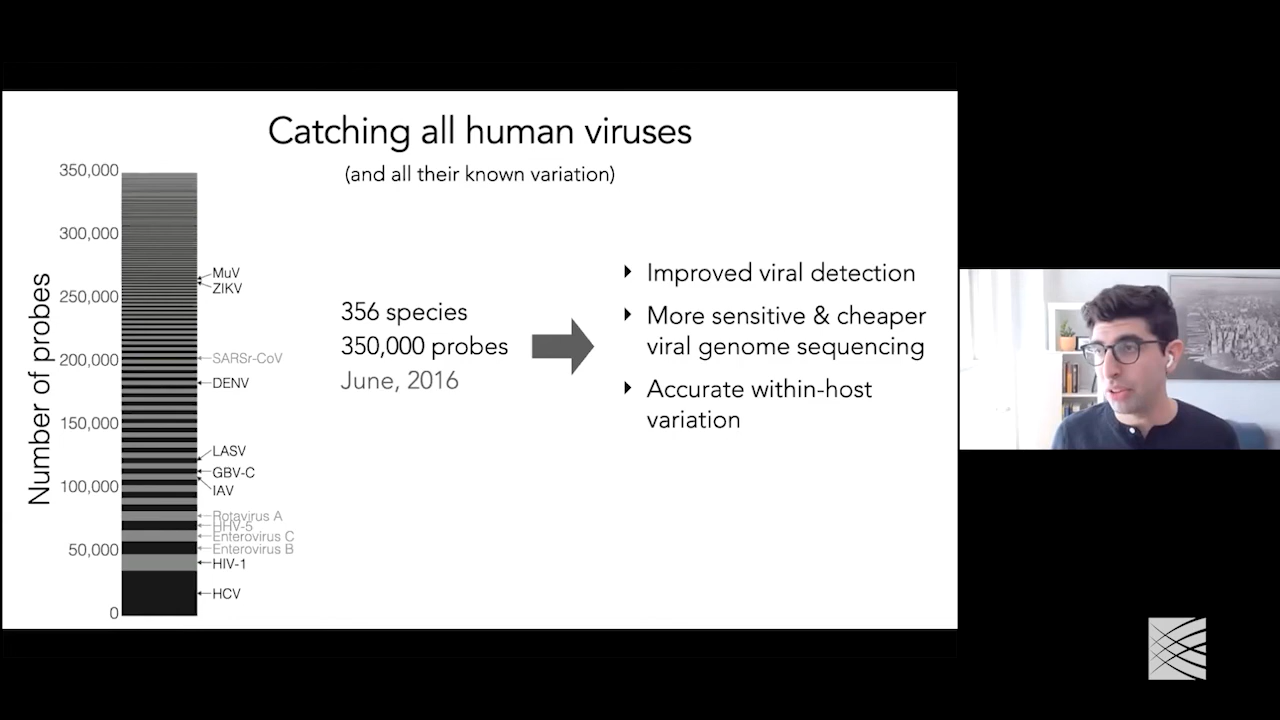 Catching all human viruses
(and all their known variation)
Number of probes
350,000
300,000
250,000
200,000
150,000
100,000
50,000
0
MuV
ZIKV
SARSr-CoV
DENV
LASV
GBV-C
IAV
Rotavirus A
HHV-5
Enterovirus C
Enterovirus B
HIV-1
HCV
356 species
350,000 probes
June, 2016
Improved viral detection
More sensitive & cheaper
viral genome sequencing
Accurate within-host
variation